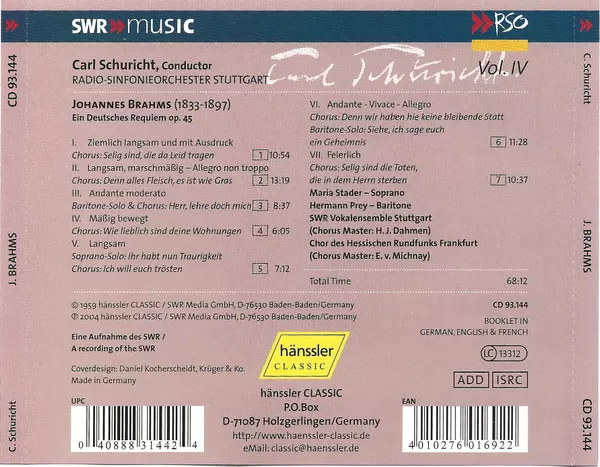 SWR>> music
RSO
Carl Schuricht, Conductor
RADIO-SINFONIEORCHESTER STUTTGART
Carl Schuricht
Vol. IV
JOHANNES BRAHMS (1833-1897)
Ein Deutsches Requiem op. 45
I. Ziemlich langsam und mit Ausdruck
Chorus: Selig sind, die da Leid tragen 1 10:54
II. Langsam, marschmäßig – Allegro non troppo
Chorus: Denn alles Fleisch, es ist wie Gras 2 13:19
III. Andante moderato
Baritone-Solo & Chorus: Herr, lehre doch mich 3 8:37
IV. Mäßig bewegt
Chorus: Wie lieblich sind deine Wohnungen 4 6:05
V. Langsam
Soprano-Solo: Ihr habt nun Traurigkeit
Chorus: Ich will euch trösten 5 7:12
VI. Andante - Vivace - Allegro
Chorus: Denn wir haben hie keine bleibende Statt
Baritone-Solo: Siehe, ich sage euch
ein Geheimnis 6 11:28
VII. Feierlich
Chorus: Selig sind die Toten,
die in dem Herrn sterben 7 10:37
Maria Stader – Soprano
Hermann Prey – Baritone
SWR Vokalensemble Stuttgart
(Chorus Master: H. J. Dahmen)
Chor des Hessischen Rundfunks Frankfurt
(Chorus Master: E. v. Michnay)
Total Time 68:12
© 1959 hänssler CLASSIC / SWR Media GmbH, D-76530 Baden-Baden/Germany
℗ 2004 hänssler CLASSIC / SWR Media GmbH, D-76530 Baden-Baden/Germany
Eine Aufnahme des SWR /
A recording of the SWR
Coverdesign: Daniel Kocherscheidt, Krüger & Ko.
Made in Germany
CD 93.144
BOOKLET IN
GERMAN, ENGLISH & FRENCH
LC 13312
ADD ISRC
hänssler
CLASSIC
hänssler CLASSIC
P.O.Box
D-71087 Holzgerlingen/Germany
http://www.haenssler-classic.de
eMail: classic@haenssler.de
UPC
0 40888 31442 4
EAN
4 010276 016922
CD 93.144
J. BRAHMS
C. Schuricht
C. Schuricht
J. BRAHMS
CD 93.144